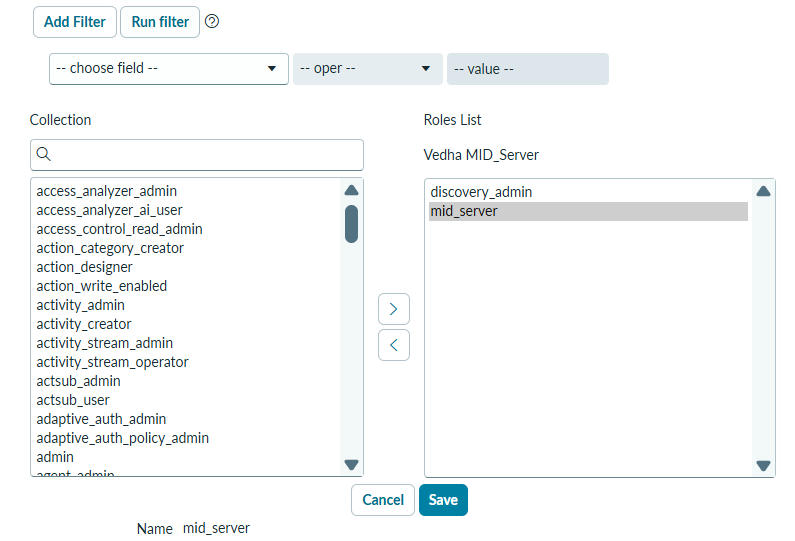 Add Filter Run filter ?
-- choose field -- -- oper -- -- value --
Collection
access_analyzer_admin
access_analyzer_ai_user
access_control_read_admin
action_category_creator
action_designer
action_write_enabled
activity_admin
activity_creator
activity_stream_admin
activity_stream_operator
actsub_admin
actsub_user
adaptive_auth_admin
adaptive_auth_policy_admin
admin
agent_admin
Roles List
Vedha MID_Server
discovery_admin
mid_server
Cancel Save
Name mid_server